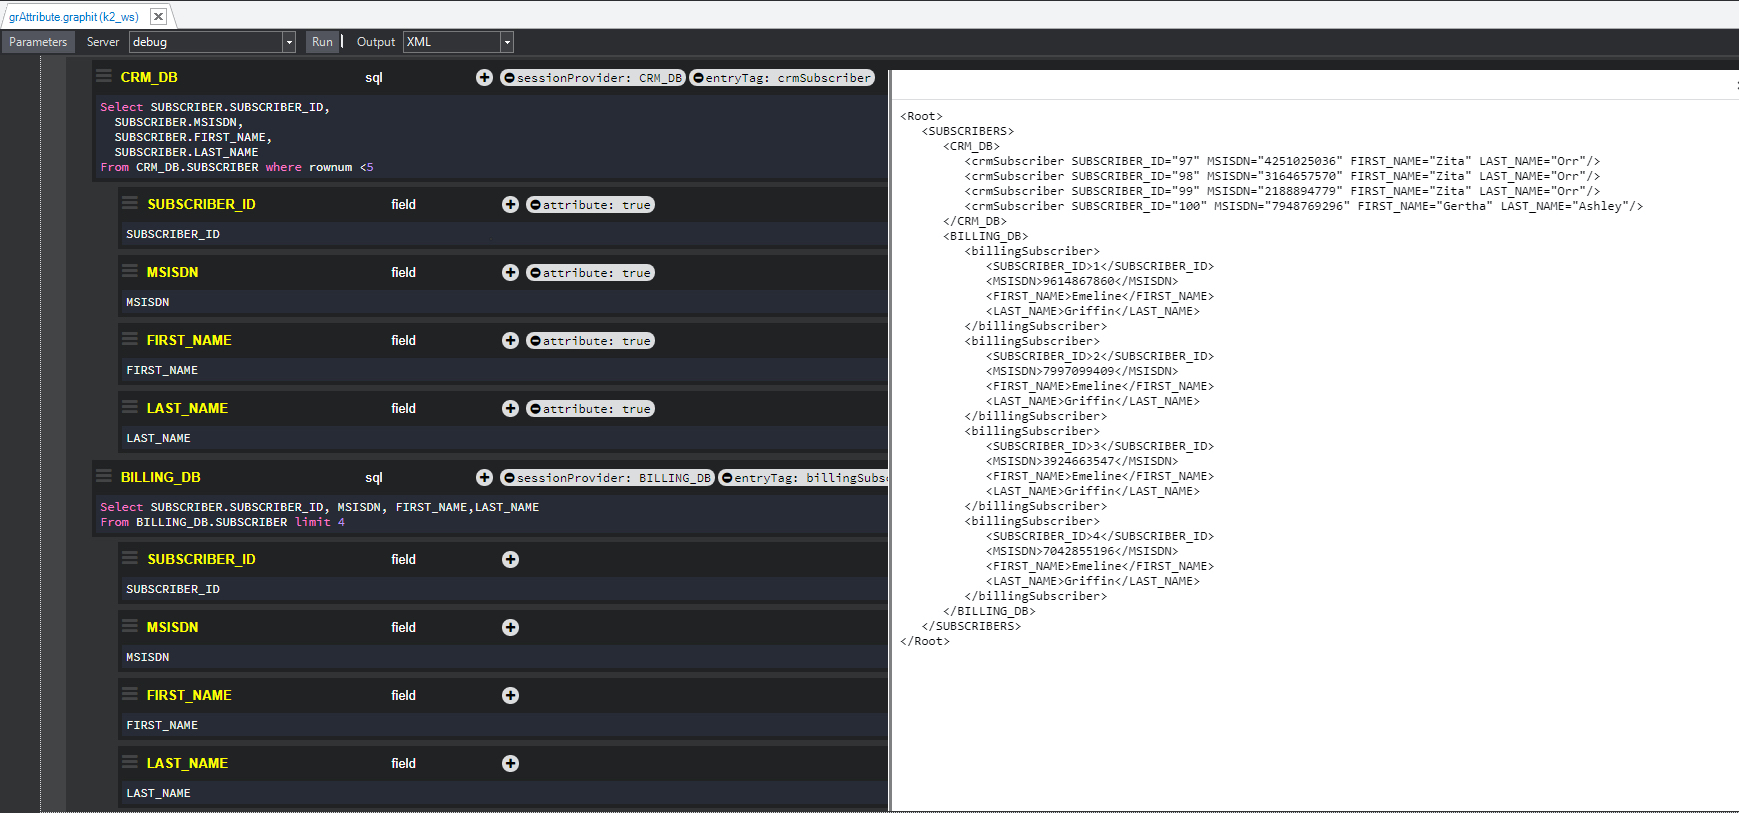 grAttribute.graphit (k2_ws)
Parameters Server debug Run Output XML
CRM_DB sql sessionProvider: CRM_DB entryTag: crmSubscriber
Select SUBSCRIBER.SUBSCRIBER_ID,
SUBSCRIBER.MSISDN,
SUBSCRIBER.FIRST_NAME,
SUBSCRIBER.LAST_NAME
From CRM_DB.SUBSCRIBER where rownum <5
SUBSCRIBER_ID field attribute: true
SUBSCRIBER_ID
MSISDN field attribute: true
MSISDN
FIRST_NAME field attribute: true
FIRST_NAME
LAST_NAME field attribute: true
LAST_NAME
BILLING_DB sql sessionProvider: BILLING_DB entryTag: billingSubsc
Select SUBSCRIBER.SUBSCRIBER_ID, MSISDN, FIRST_NAME,LAST_NAME
From BILLING_DB.SUBSCRIBER limit 4
SUBSCRIBER_ID field
SUBSCRIBER_ID
MSISDN field
MSISDN
FIRST_NAME field
FIRST_NAME
LAST_NAME field
LAST_NAME
<Root>
<SUBSCRIBERS>
<CRM_DB>
<crmSubscriber SUBSCRIBER_ID="97" MSISDN="4251025036" FIRST_NAME="Zita" LAST_NAME="Orr"/>
<crmSubscriber SUBSCRIBER_ID="98" MSISDN="3164657570" FIRST_NAME="Zita" LAST_NAME="Orr"/>
<crmSubscriber SUBSCRIBER_ID="99" MSISDN="2188894779" FIRST_NAME="Zita" LAST_NAME="Orr"/>
<crmSubscriber SUBSCRIBER_ID="100" MSISDN="7948769296" FIRST_NAME="Gertha" LAST_NAME="Ashley"/>
</CRM_DB>
<BILLING_DB>
<billingSubscriber>
<SUBSCRIBER_ID>1</SUBSCRIBER_ID>
<MSISDN>9614867860</MSISDN>
<FIRST_NAME>Emeline</FIRST_NAME>
<LAST_NAME>Griffin</LAST_NAME>
</billingSubscriber>
<billingSubscriber>
<SUBSCRIBER_ID>2</SUBSCRIBER_ID>
<MSISDN>7997099409</MSISDN>
<FIRST_NAME>Emeline</FIRST_NAME>
<LAST_NAME>Griffin</LAST_NAME>
</billingSubscriber>
<billingSubscriber>
<SUBSCRIBER_ID>3</SUBSCRIBER_ID>
<MSISDN>3924663547</MSISDN>
<FIRST_NAME>Emeline</FIRST_NAME>
<LAST_NAME>Griffin</LAST_NAME>
</billingSubscriber>
<billingSubscriber>
<SUBSCRIBER_ID>4</SUBSCRIBER_ID>
<MSISDN>7042855196</MSISDN>
<FIRST_NAME>Emeline</FIRST_NAME>
<LAST_NAME>Griffin</LAST_NAME>
</billingSubscriber>
</BILLING_DB>
</SUBSCRIBERS>
</Root>